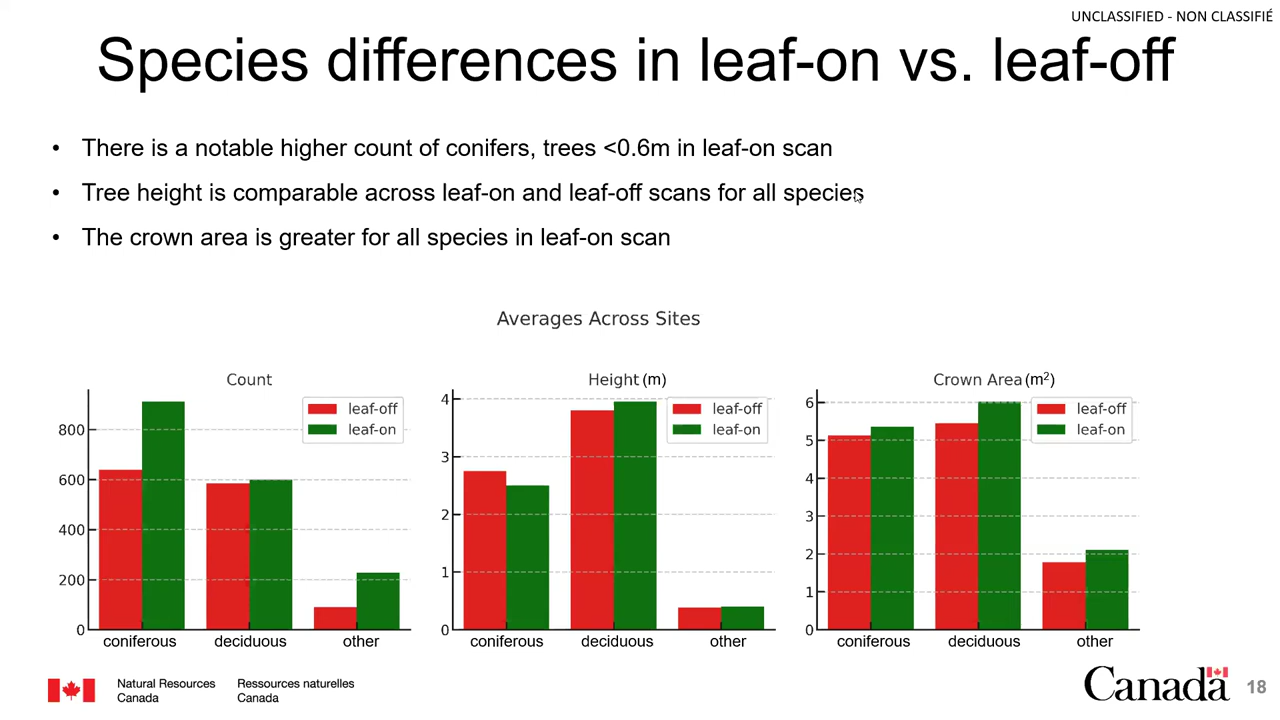 UNCLASSIFIED - NON CLASSIFIÉ
Species differences in leaf-on vs. leaf-off
• There is a notable higher count of conifers, trees <0.6m in leaf-on scan
• Tree height is comparable across leaf-on and leaf-off scans for all species
• The crown area is greater for all species in leaf-on scan
Averages Across Sites
Count
leaf-off
leaf-on
800
600
400
200
0
coniferous deciduous other
Height (m)
leaf-off
leaf-on
4
3
2
1
0
coniferous deciduous other
Crown Area (m²)
leaf-off
leaf-on
6
5
4
3
2
1
0
coniferous deciduous other
Natural Resources Ressources naturelles
Canada Canada
Canada
18